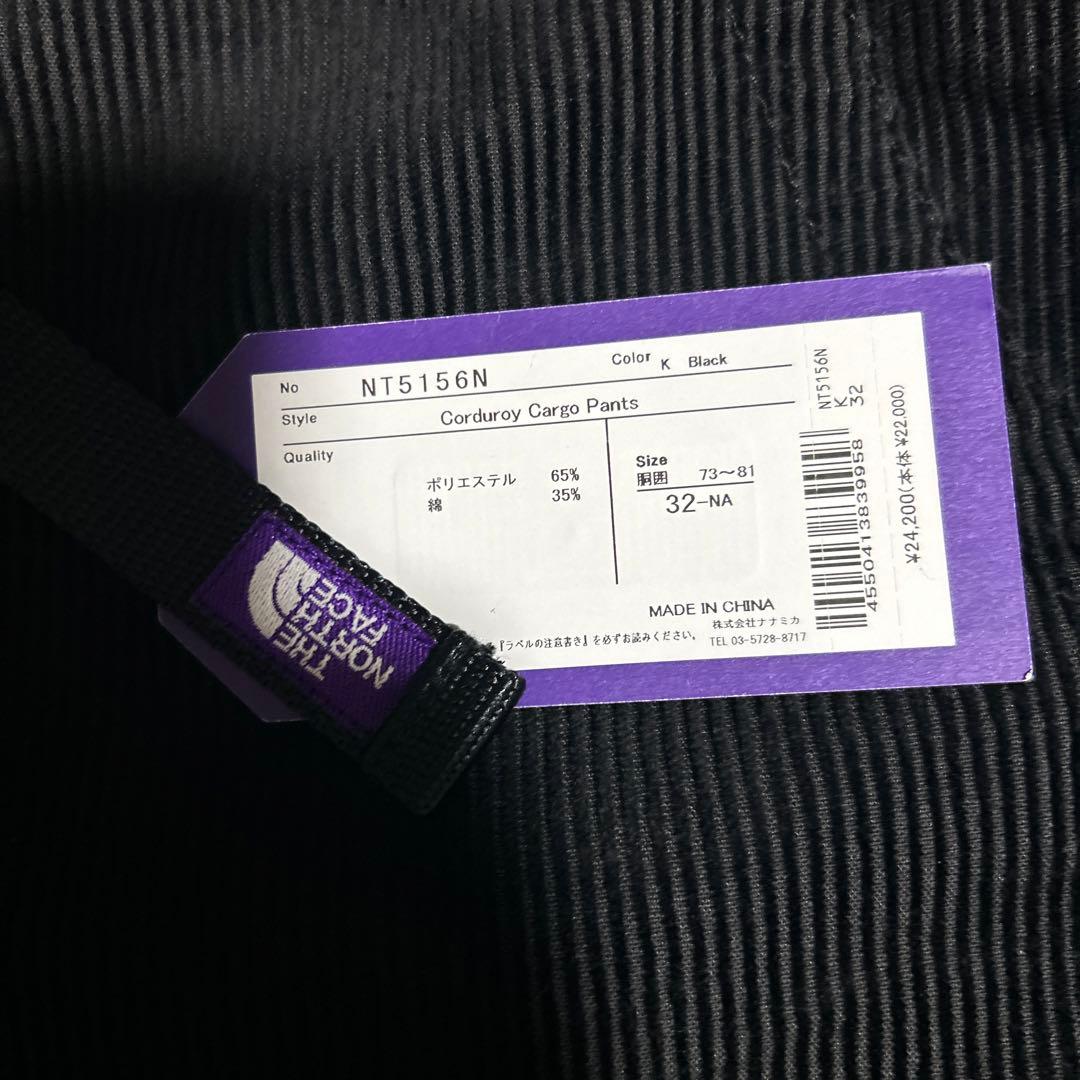 No NT5156N Color K Black
Style Corduroy Cargo Pants
Quality
ポリエステル 65%
綿 35%
Size
胴囲 73～81
32-NA
MADE IN CHINA
株式会社ナナミカ
『ラベルの注意書き』を必ずお読みください。 TEL 03-5728-8717
NT5156N
K
32
4550413839958
¥24,200(本体 ¥22,000)
THE
NORTH
FACE